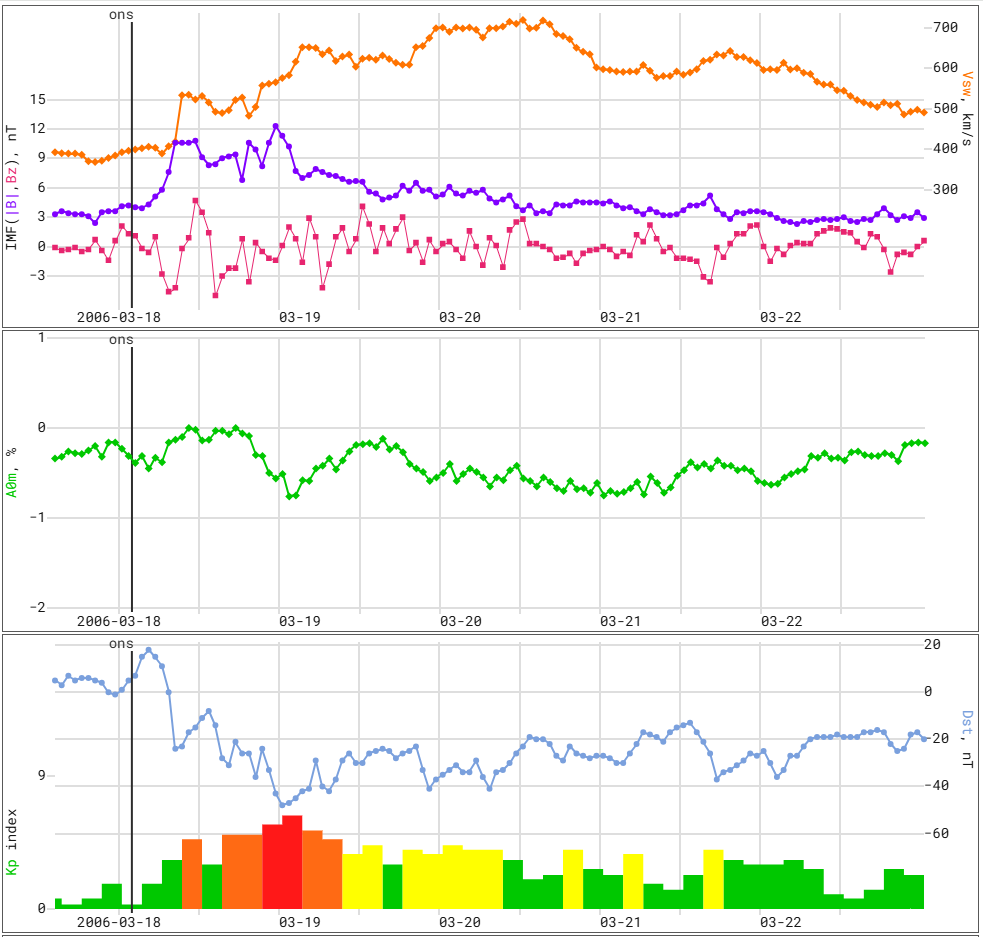 ons
15
12
9
6
3
0
−3
700
600
500
400
300
IMF(|B|,Bz), nT
Vsw, km/s
2006-03-18 03-19 03-20 03-21 03-22
ons
1
0
−1
−2
A0m, %
2006-03-18 03-19 03-20 03-21 03-22
ons
20
0
−20
−40
−60
9
0
Kp index
Dst, nT
2006-03-18 03-19 03-20 03-21 03-22